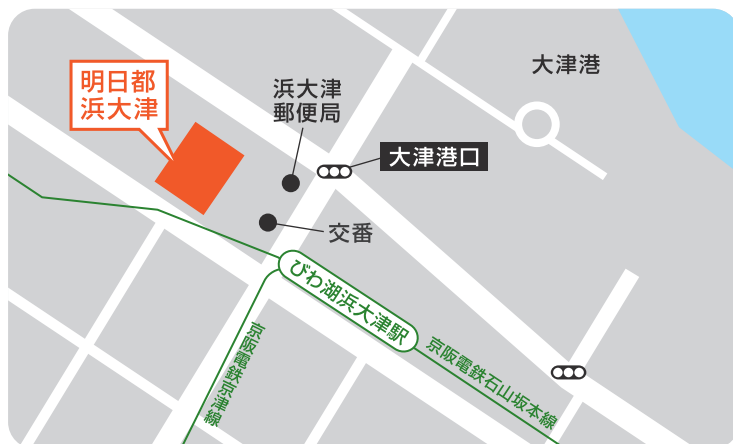 明日都
浜大津
浜大津
郵便局
大津港
大津港口
交番
びわ湖浜大津駅
京阪電鉄石山坂本線
京阪電鉄京津線